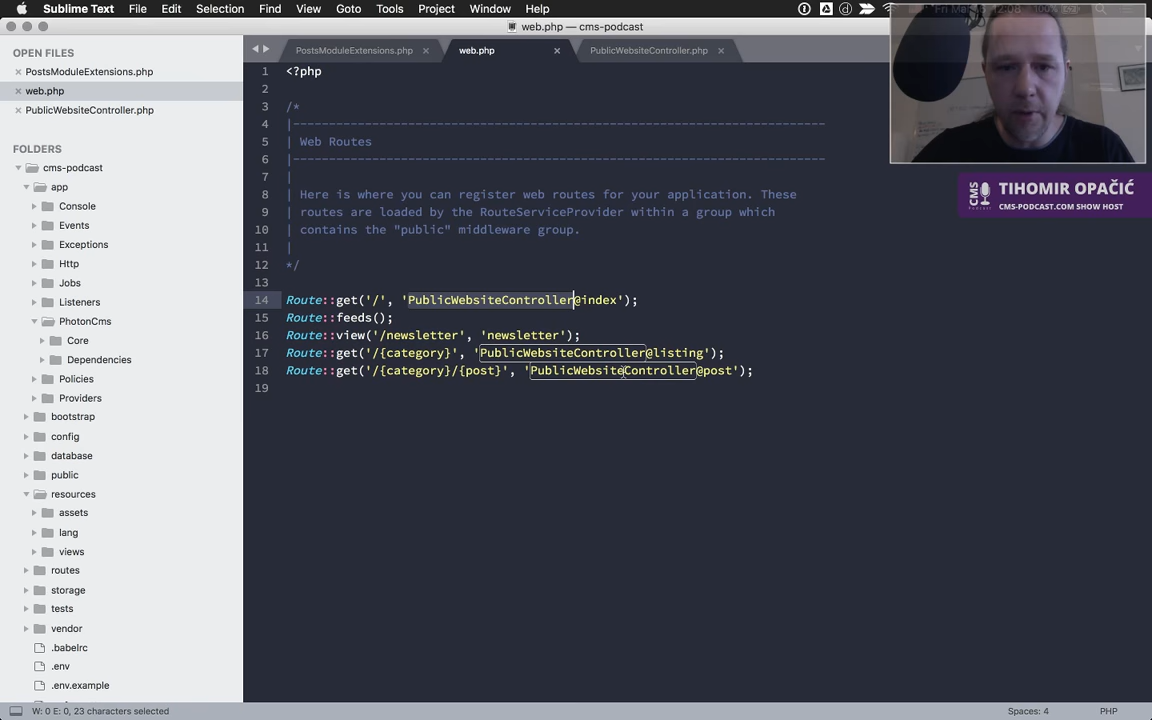 Sublime Text File Edit Selection Find View Goto Tools Project Window Help
web.php — cms-podcast
OPEN FILES
PostsModuleExtensions.php
web.php
PublicWebsiteController.php
FOLDERS
cms-podcast
app
Console
Events
Exceptions
Http
Jobs
Listeners
PhotonCms
Core
Dependencies
Policies
Providers
bootstrap
config
database
public
resources
assets
lang
views
routes
storage
tests
vendor
.babelrc
.env
.env.example
PostsModuleExtensions.php web.php PublicWebsiteController.php
1 <?php
2
3 /*
4 |--------------------------------------------------------------------------
5 | Web Routes
6 |--------------------------------------------------------------------------
7 |
8 | Here is where you can register web routes for your application. These
9 | routes are loaded by the RouteServiceProvider within a group which
10 | contains the "public" middleware group.
11 |
12 */
13
14 Route::get('/', 'PublicWebsiteController@index');
15 Route::feeds();
16 Route::view('/newsletter', 'newsletter');
17 Route::get('/{category}', 'PublicWebsiteController@listing');
18 Route::get('/{category}/{post}', 'PublicWebsiteController@post');
19
CMS Podcast
TIHOMIR OPAČIĆ
CMS-PODCAST.COM SHOW HOST
W: 0 E: 0, 23 characters selected
Spaces: 4 PHP